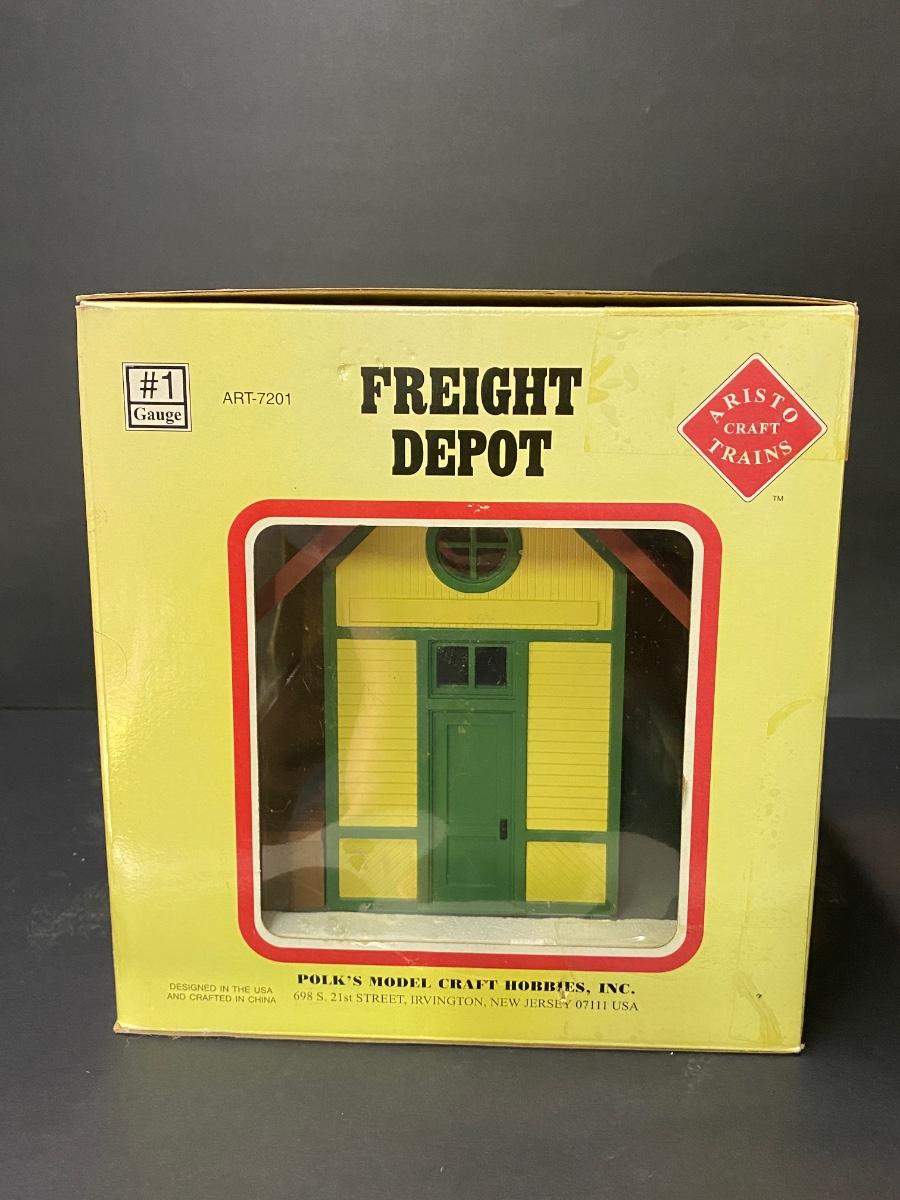 #1
Gauge
ART-7201
FREIGHT
DEPOT
ARISTO
CRAFT
TRAINS
TM
DESIGNED IN THE USA
AND CRAFTED IN CHINA
POLK'S MODEL CRAFT HOBBIES, INC.
698 S. 21st STREET, IRVINGTON, NEW JERSEY 07111 USA